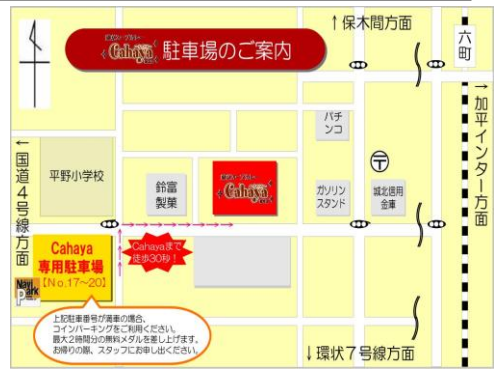 ↑保木間方面
六町
Cahaya 駐車場のご案内
→加平インター方面
パチンコ
〒
←国道4号線方面
平野小学校
鈴富
製菓
Cahaya
ガソリン
スタンド
城北信用
金庫
Cahaya
専用駐車場
【No.17~20】
Cahayaまで
徒歩30秒！
Navi
Park
上記駐車番号が満車の場合、
コインパーキングをご利用ください。
最大2時間分の無料メダルを差し上げます。
お帰りの際、スタッフにお申し出ください。
↓環状7号線方面